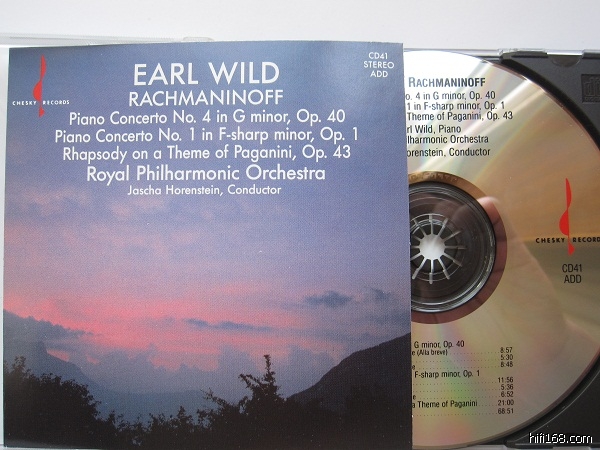 EARL WILD
RACHMANINOFF
Piano Concerto No. 4 in G minor, Op. 40
Piano Concerto No. 1 in F-sharp minor, Op. 1
Rhapsody on a Theme of Paganini, Op. 43
Royal Philharmonic Orchestra
Jascha Horenstein, Conductor
CD41
STEREO
ADD
CHESKY RECORDS
RACHMANINOFF
o. 4 in G minor, Op. 40
1 in F-sharp minor, Op. 1
Theme of Paganini, Op. 43
rl Wild, Piano
lharmonic Orchestra
orenstein, Conductor
CHESKY RECORD
CD41
ADD
G minor, Op. 40
(Alla breve) 8:57
5:30
8:48
F-sharp minor, Op. 1
11:56
5:36
6:52
a Theme of Paganini 21:00
68:51
hifi168.com